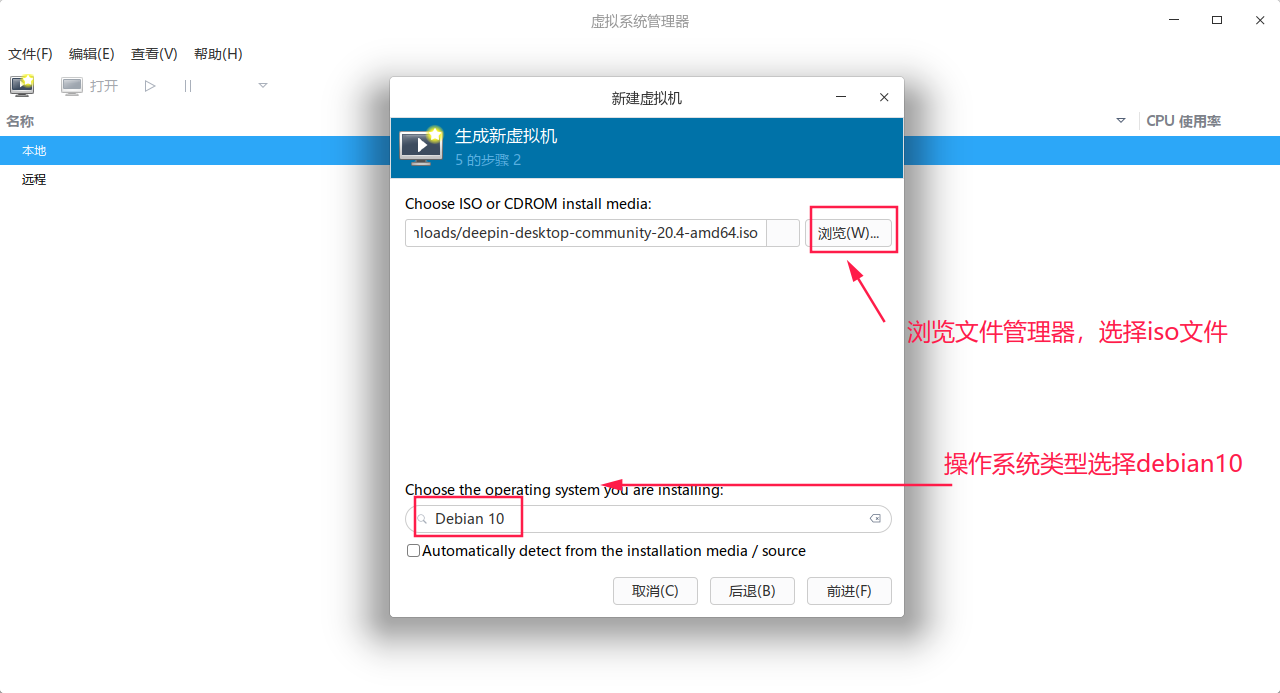 虚拟系统管理器
文件(F) 编辑(E) 查看(V) 帮助(H)
打开
名称
CPU 使用率
本地
远程
新建虚拟机
生成新虚拟机
5 的步骤 2
Choose ISO or CDROM install media:
nloads/deepin-desktop-community-20.4-amd64.iso
浏览(W)...
浏览文件管理器，选择iso文件
操作系统类型选择debian10
Choose the operating system you are installing:
Debian 10
Automatically detect from the installation media / source
取消(C) 后退(B) 前进(F)